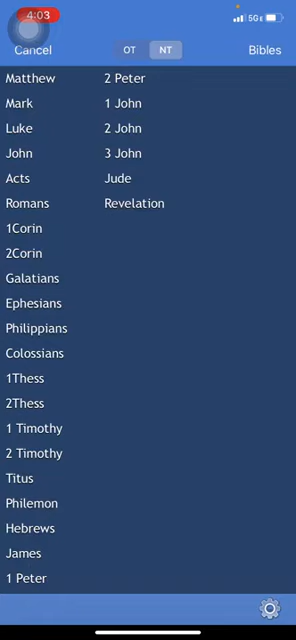 4:03
5GE
Cancel
OT
NT
Bibles
Matthew
Mark
Luke
John
Acts
Romans
1Corin
2Corin
Galatians
Ephesians
Philippians
Colossians
1Thess
2Thess
1 Timothy
2 Timothy
Titus
Philemon
Hebrews
James
1 Peter
2 Peter
1 John
2 John
3 John
Jude
Revelation